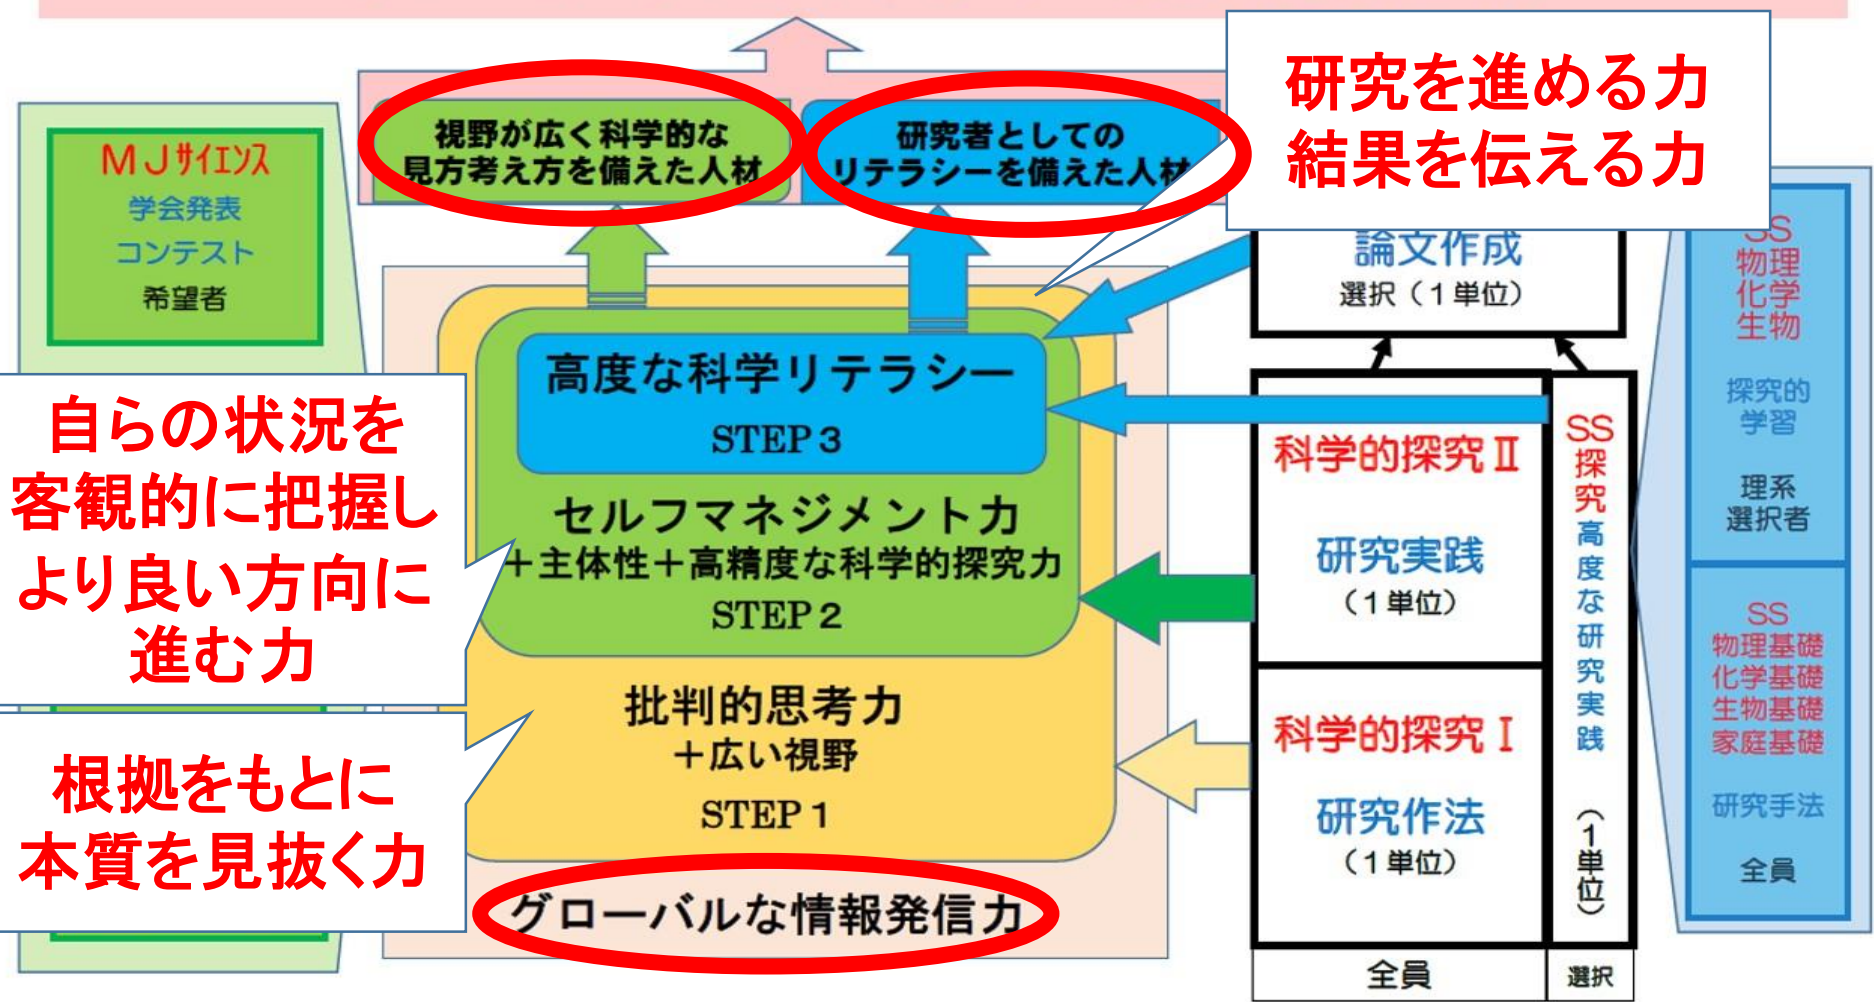 研究を進める力
結果を伝える力
視野が広く科学的な
見方考え方を備えた人材
研究者としての
リテラシーを備えた人材
ＭＪサイエンス
学会発表
コンテスト
希望者
自らの状況を
客観的に把握し
より良い方向に
進む力
根拠をもとに
本質を見抜く力
高度な科学リテラシー
STEP３
セルフマネジメント力
＋主体性＋高精度な科学的探究力
STEP２
批判的思考力
＋広い視野
STEP１
グローバルな情報発信力
論文作成
選択（１単位）
科学的探究Ⅱ
研究実践
（１単位）
科学的探究Ⅰ
研究作法
（１単位）
全員
SS探究 高度な研究実践 （１単位）
選択
SS
物理
化学
生物
探究的
学習
理系
選択者
SS
物理基礎
化学基礎
生物基礎
家庭基礎
研究手法
全員